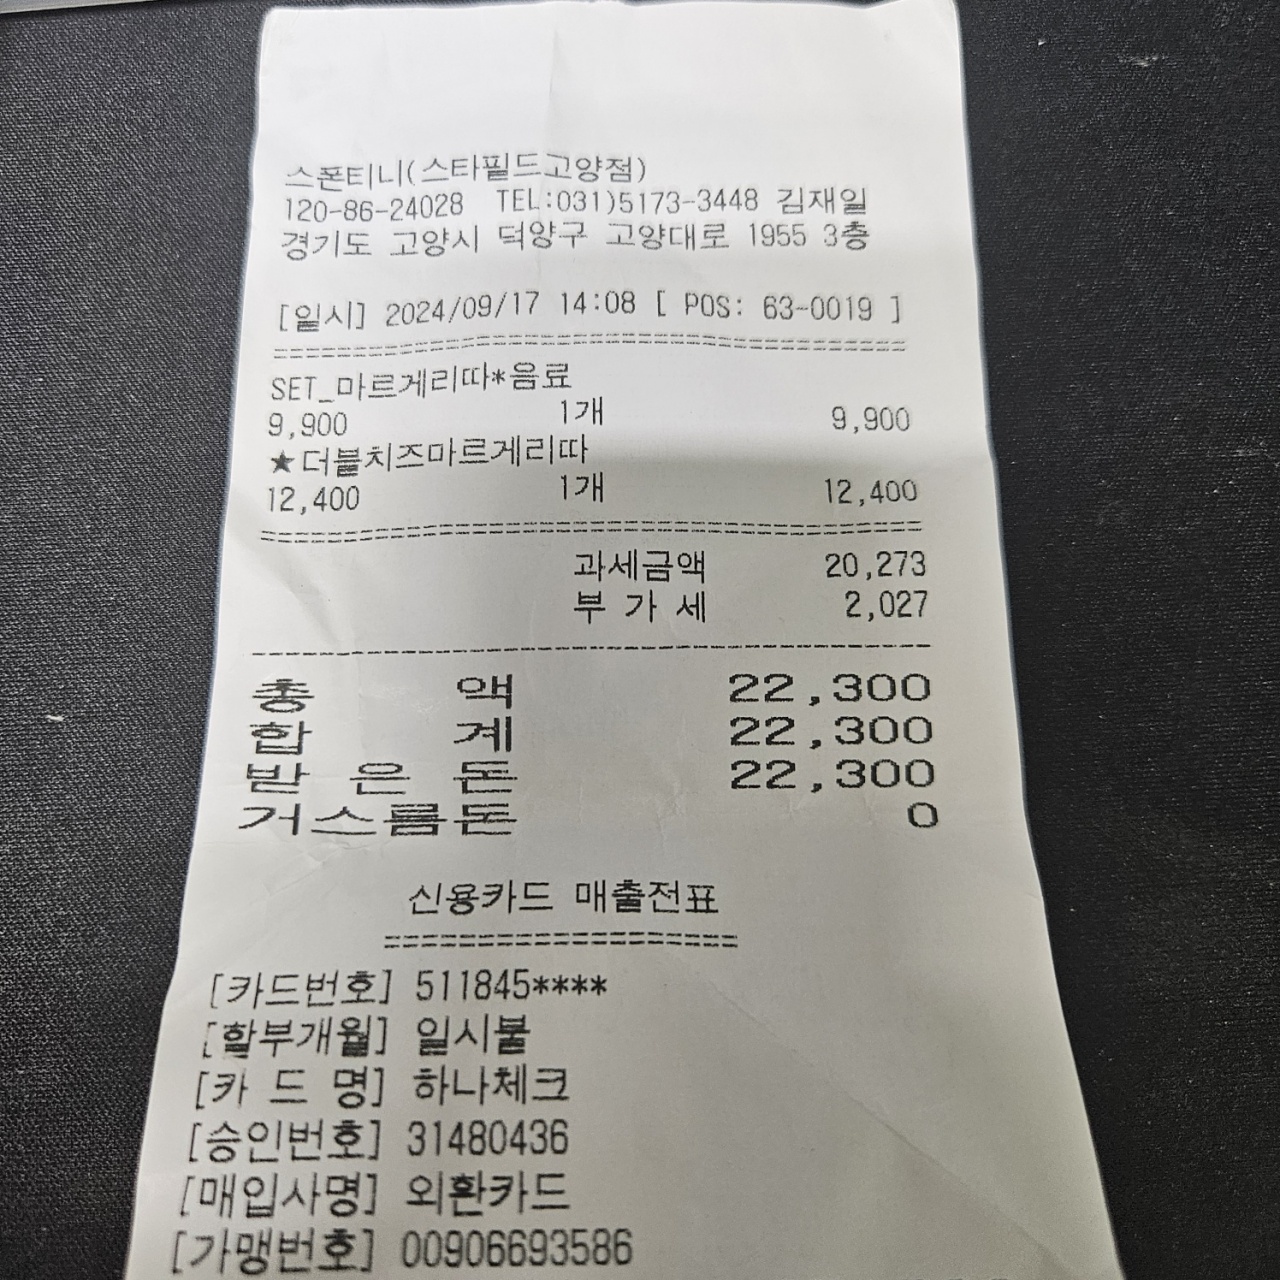 스폰티니(스타필드고양점)
120-86-24028 TEL:031)5173-3448 김재일
경기도 고양시 덕양구 고양대로 1955 3층
[일시] 2024/09/17 14:08 [ POS: 63-0019 ]
SET_마르게리따*음료
9,900 1개 9,900
★더블치즈마르게리따
12,400 1개 12,400
과세금액 20,273
부 가 세 2,027
총 액 22,300
합 계 22,300
받 은 돈 22,300
거스름돈 0
신용카드 매출전표
[카드번호] 511845****
[할부개월] 일시불
[카 드 명] 하나체크
[승인번호] 31480436
[매입사명] 외환카드
[가맹번호] 00906693586